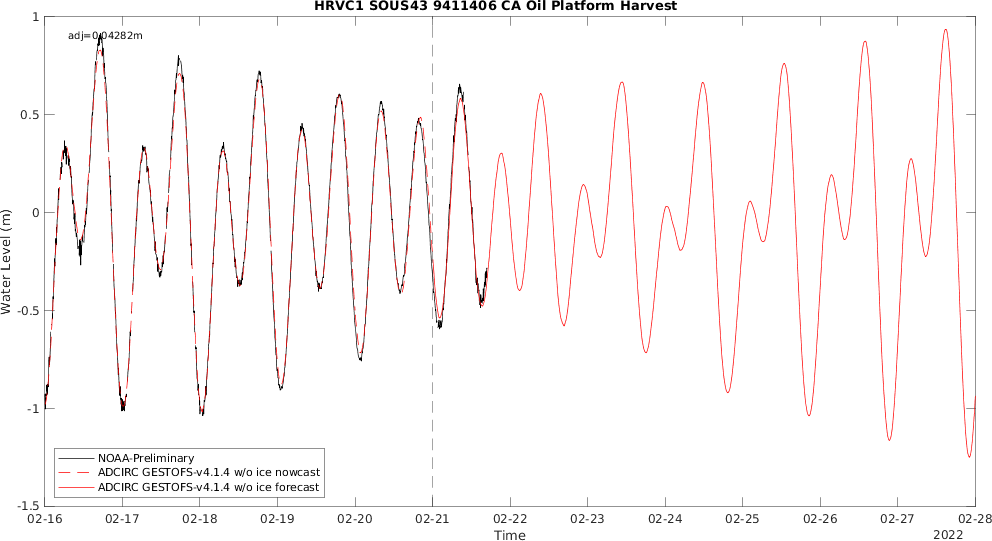 HRVC1 SOUS43 9411406 CA Oil Platform Harvest
adj=0.04282m
1
0.5
0
-0.5
-1
-1.5
Water Level (m)
NOAA-Preliminary
ADCIRC GESTOFS-v4.1.4 w/o ice nowcast
ADCIRC GESTOFS-v4.1.4 w/o ice forecast
02-16 02-17 02-18 02-19 02-20 02-21 02-22 02-23 02-24 02-25 02-26 02-27 02-28
Time
2022